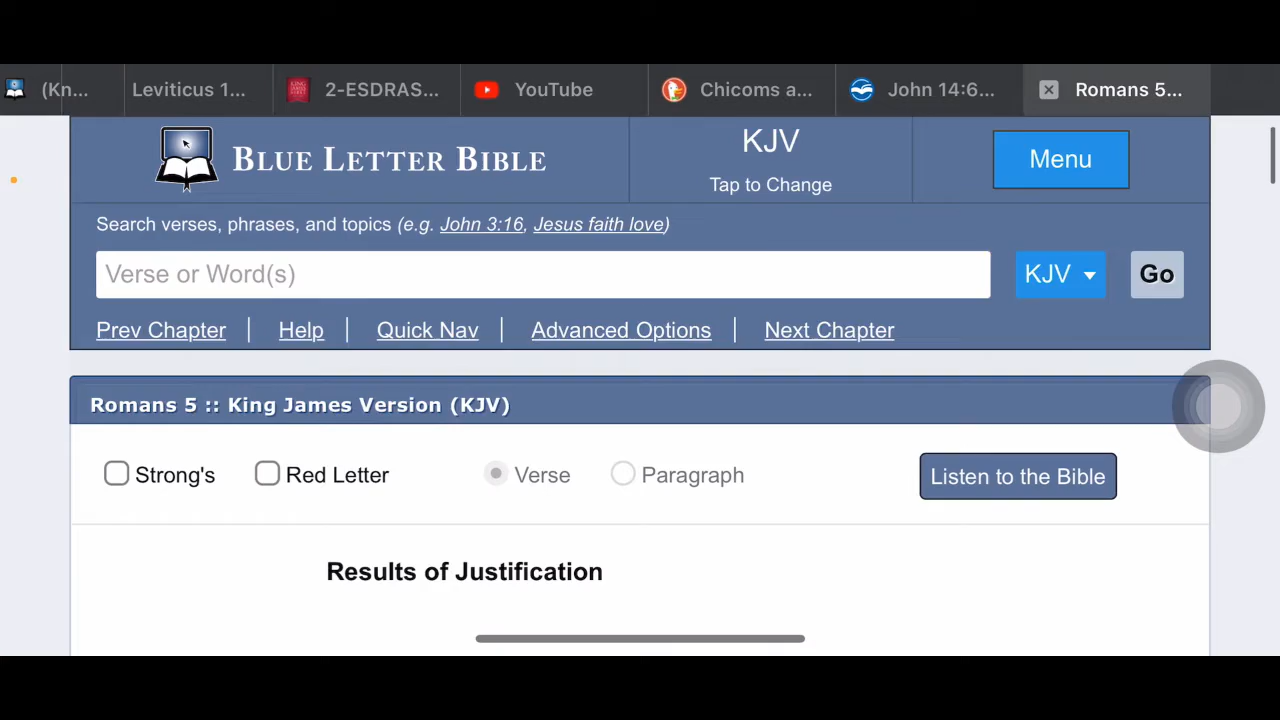 (Kn... Leviticus 1... 2-ESDRAS... YouTube Chicoms a... John 14:6... Romans 5...
BLUE LETTER BIBLE
KJV
Tap to Change
Menu
Search verses, phrases, and topics (e.g. John 3:16, Jesus faith love)
Verse or Word(s) KJV Go
Prev Chapter | Help | Quick Nav | Advanced Options | Next Chapter
Romans 5 :: King James Version (KJV)
Strong's Red Letter Verse Paragraph Listen to the Bible
Results of Justification